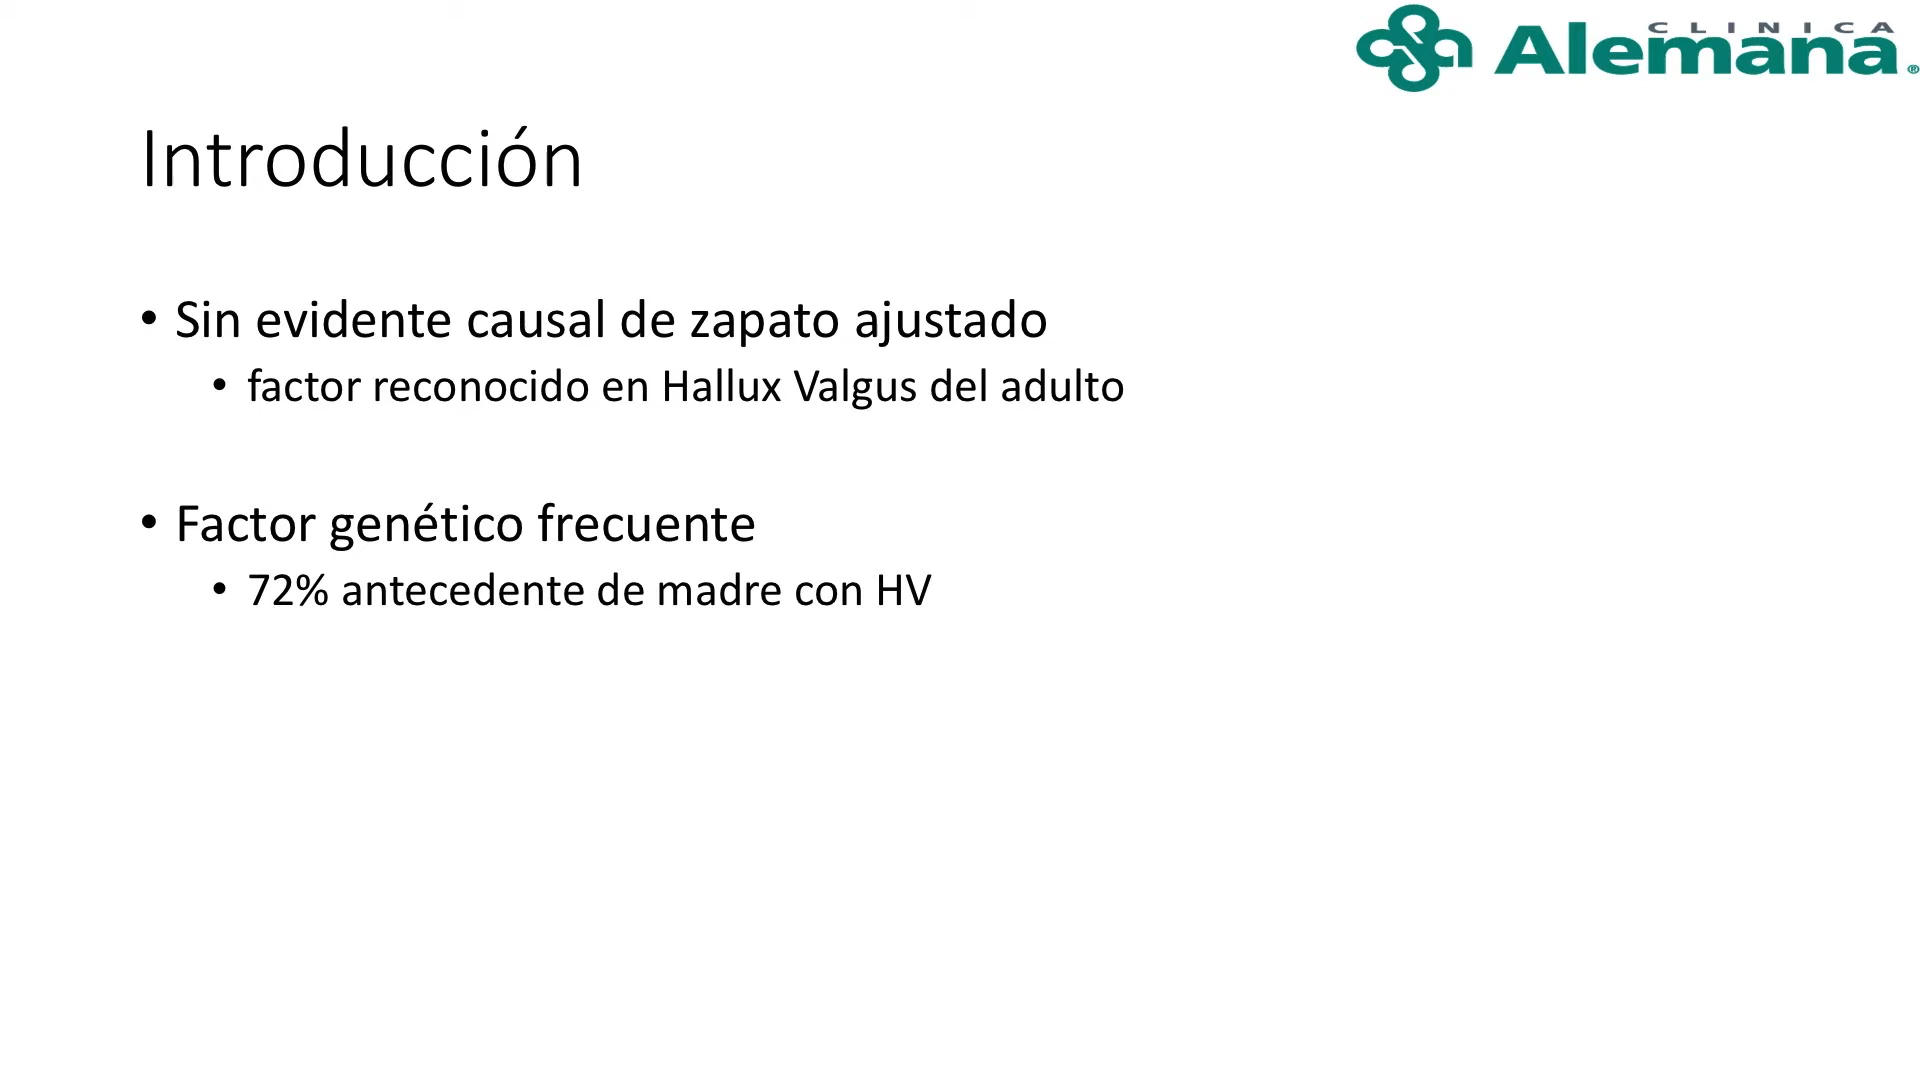 CLINICA
Alemana®
Introducción
• Sin evidente causal de zapato ajustado
• factor reconocido en Hallux Valgus del adulto
• Factor genético frecuente
• 72% antecedente de madre con HV